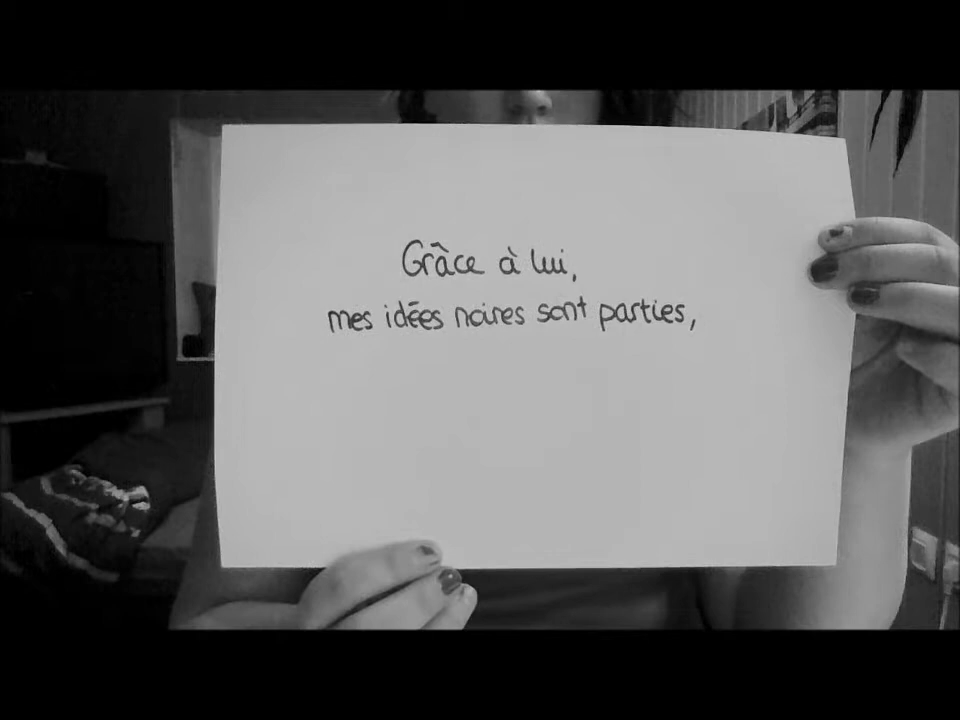 Grâce à lui,
mes idées noires sont parties,